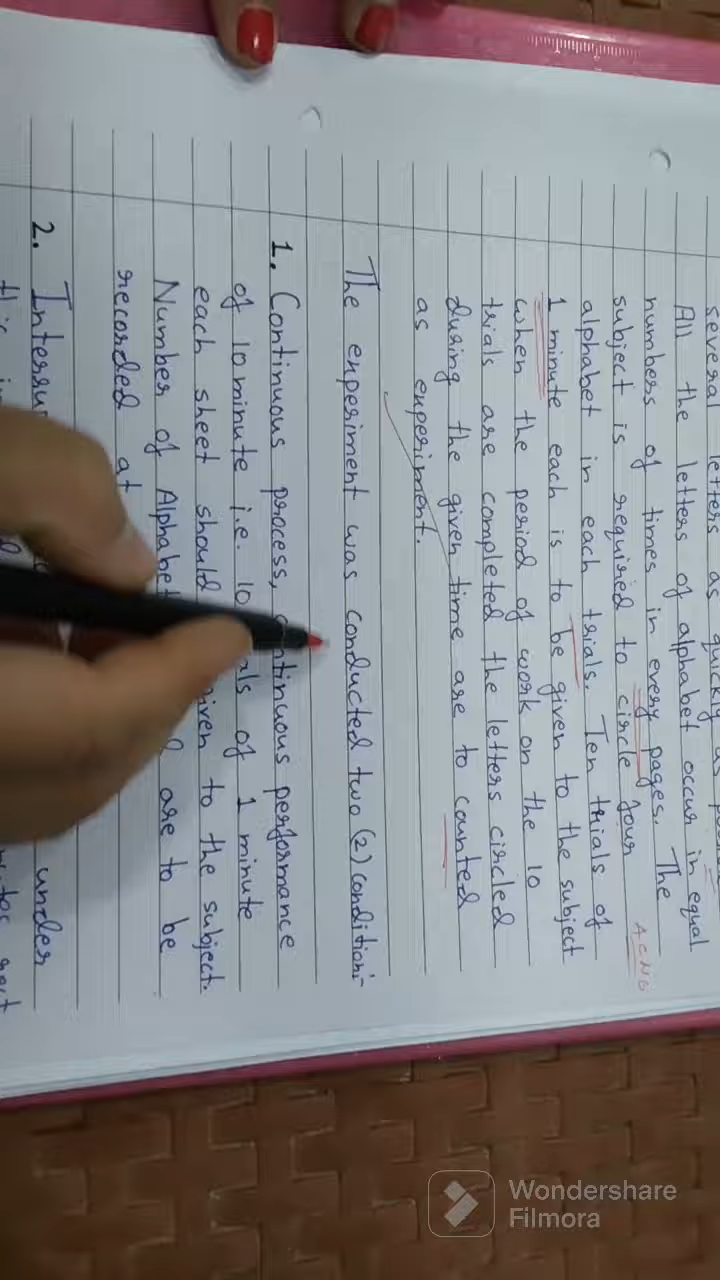 several letters as quickly as
All the letters of alphabet occur in equal
numbers of times in every pages. The
subject is required to circle four
ACNG
alphabet in each trials. Ten trials of
1 minute each is to be given to the subject
when the period of work on the 10
trials are completed the letters circled
during the given time are to counted
as experiment.
The experiment was conducted two (2) condition:-
1. Continuous process, continuous performance
of 10 minute i.e. 10 of 1 minute
each sheet should given to the subject.
Number of Alphabet are to be
recorded at
2. under
Wondershare
Filmora